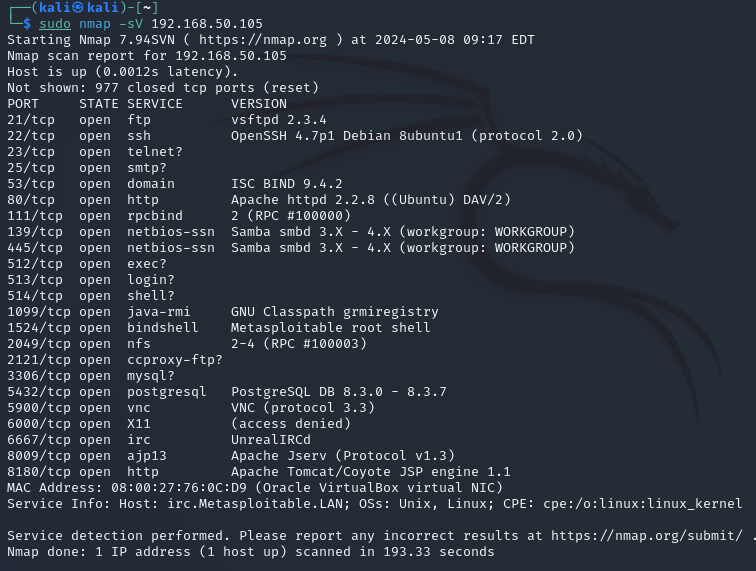 ┌──(kali㉿kali)-[~]
└─$ sudo nmap -sV 192.168.50.105
Starting Nmap 7.94SVN ( https://nmap.org ) at 2024-05-08 09:17 EDT
Nmap scan report for 192.168.50.105
Host is up (0.0012s latency).
Not shown: 977 closed tcp ports (reset)
PORT     STATE SERVICE      VERSION
21/tcp   open  ftp          vsftpd 2.3.4
22/tcp   open  ssh          OpenSSH 4.7p1 Debian 8ubuntu1 (protocol 2.0)
23/tcp   open  telnet?
25/tcp   open  smtp?
53/tcp   open  domain       ISC BIND 9.4.2
80/tcp   open  http         Apache httpd 2.2.8 ((Ubuntu) DAV/2)
111/tcp  open  rpcbind      2 (RPC #100000)
139/tcp  open  netbios-ssn  Samba smbd 3.X - 4.X (workgroup: WORKGROUP)
445/tcp  open  netbios-ssn  Samba smbd 3.X - 4.X (workgroup: WORKGROUP)
512/tcp  open  exec?
513/tcp  open  login?
514/tcp  open  shell?
1099/tcp open  java-rmi     GNU Classpath grmiregistry
1524/tcp open  bindshell    Metasploitable root shell
2049/tcp open  nfs          2-4 (RPC #100003)
2121/tcp open  ccproxy-ftp?
3306/tcp open  mysql?
5432/tcp open  postgresql   PostgreSQL DB 8.3.0 - 8.3.7
5900/tcp open  vnc          VNC (protocol 3.3)
6000/tcp open  X11          (access denied)
6667/tcp open  irc          UnrealIRCd
8009/tcp open  ajp13        Apache Jserv (Protocol v1.3)
8180/tcp open  http         Apache Tomcat/Coyote JSP engine 1.1
MAC Address: 08:00:27:76:0C:D9 (Oracle VirtualBox virtual NIC)
Service Info: Host: irc.Metasploitable.LAN; OSs: Unix, Linux; CPE: cpe:/o:linux:linux_kernel
Service detection performed. Please report any incorrect results at https://nmap.org/submit/ .
Nmap done: 1 IP address (1 host up) scanned in 193.33 seconds